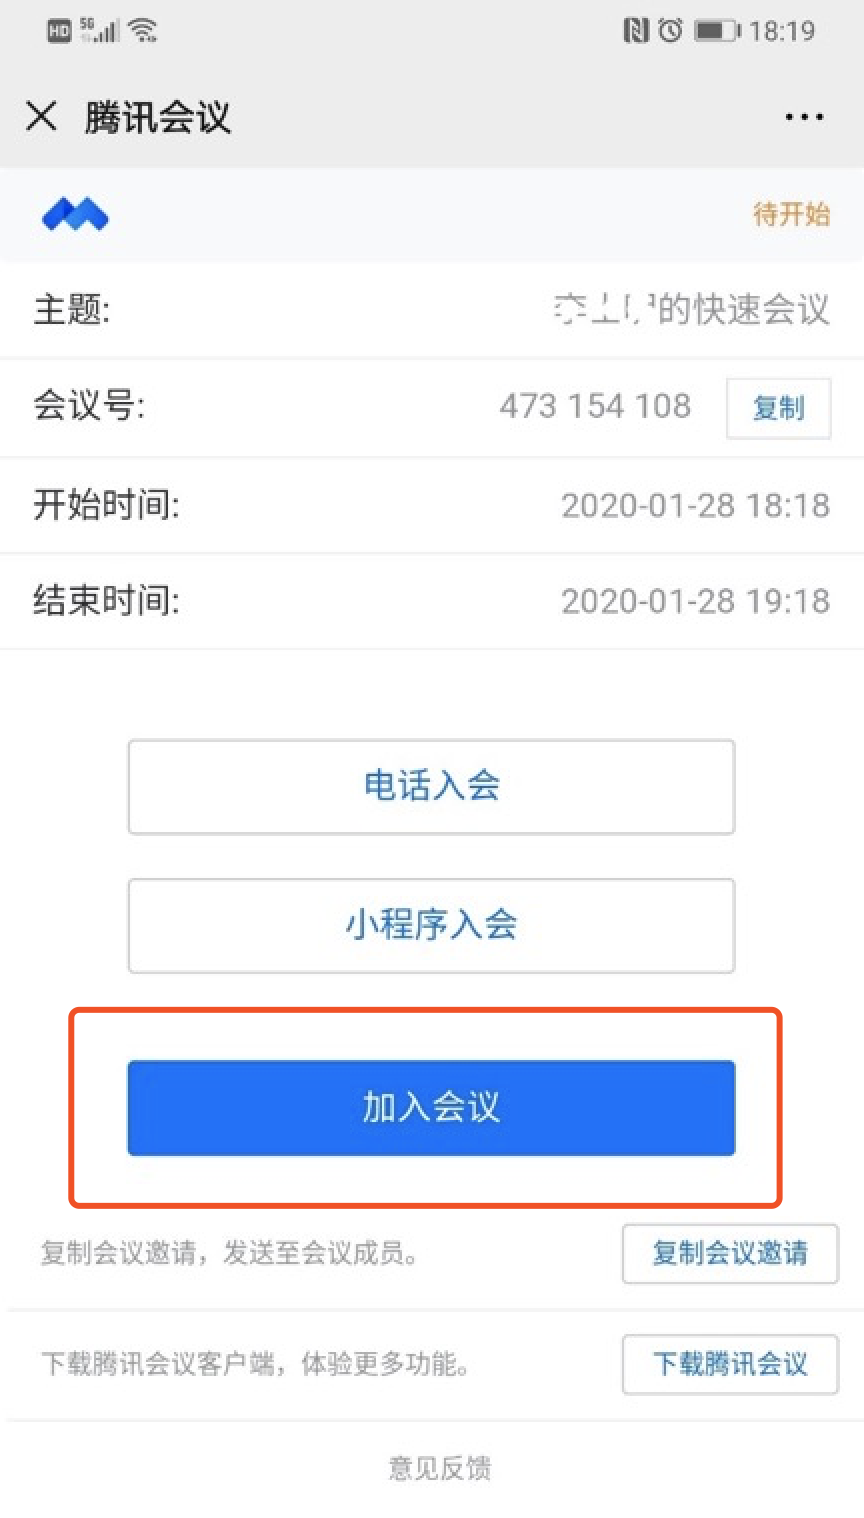 HD 5G 18:19
腾讯会议
待开始
主题: 的快速会议
会议号: 473 154 108 复制
开始时间: 2020-01-28 18:18
结束时间: 2020-01-28 19:18
电话入会
小程序入会
加入会议
复制会议邀请，发送至会议成员。 复制会议邀请
下载腾讯会议客户端，体验更多功能。 下载腾讯会议
意见反馈